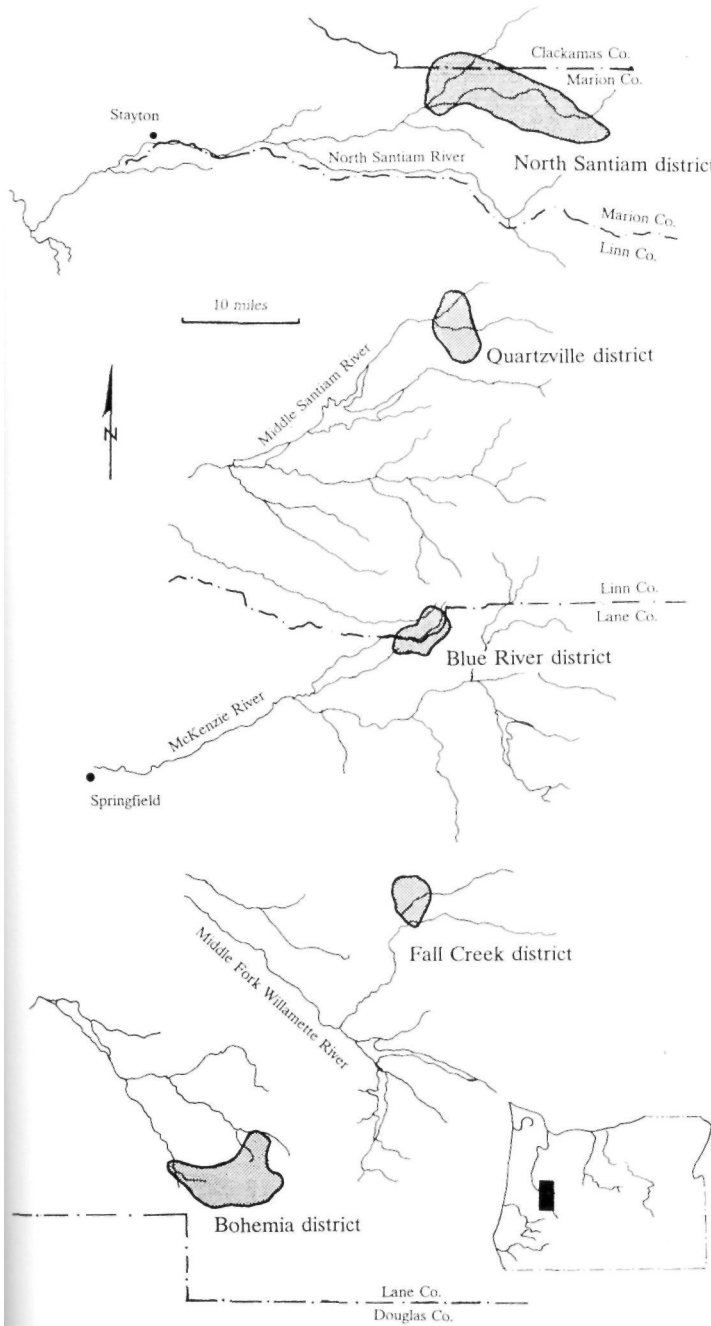 Clackamas Co.
Marion Co.
Stayton
North Santiam River
North Santiam district
Marion Co.
Linn Co.
10 miles
Quartzville district
Middle Santiam River
N
Linn Co.
Lane Co.
Blue River district
McKenzie River
Springfield
Fall Creek district
Middle Fork Willamette River
Bohemia district
Lane Co.
Douglas Co.